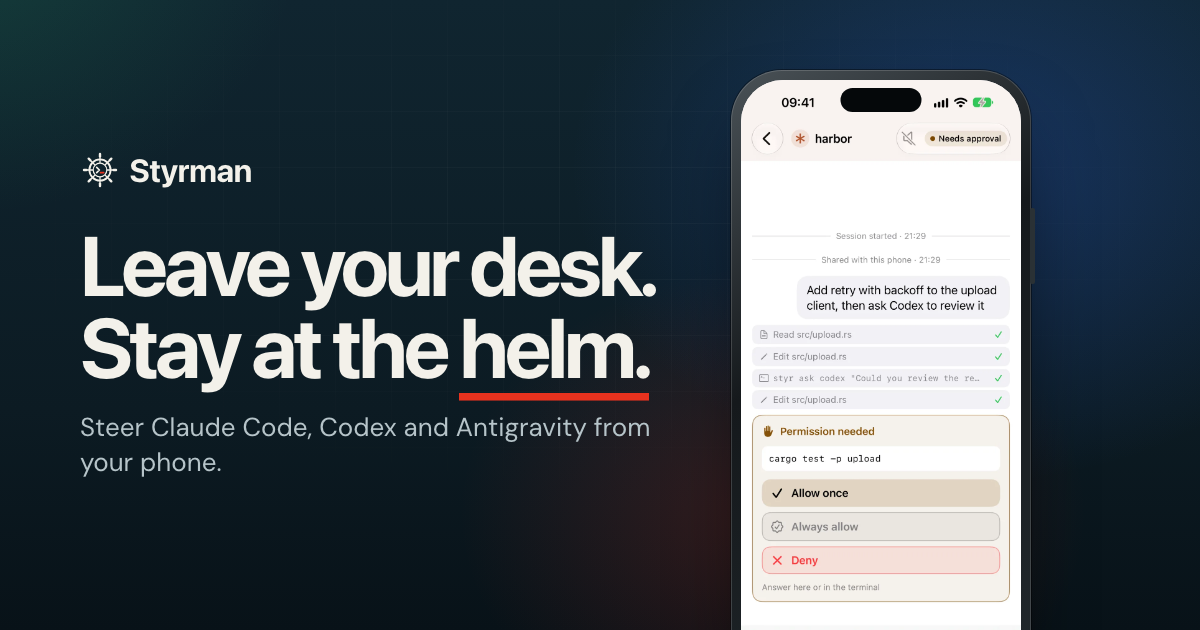 Styrman
Leave your desk.
Stay at the helm.
Steer Claude Code, Codex and Antigravity from
your phone.
09:41
harbor
Needs approval
Session started · 21:29
Shared with this phone · 21:29
Add retry with backoff to the upload
client, then ask Codex to review it
Read src/upload.rs
Edit src/upload.rs
styr ask codex "Could you review the re…
Edit src/upload.rs
Permission needed
cargo test -p upload
Allow once
Always allow
Deny
Answer here or in the terminal